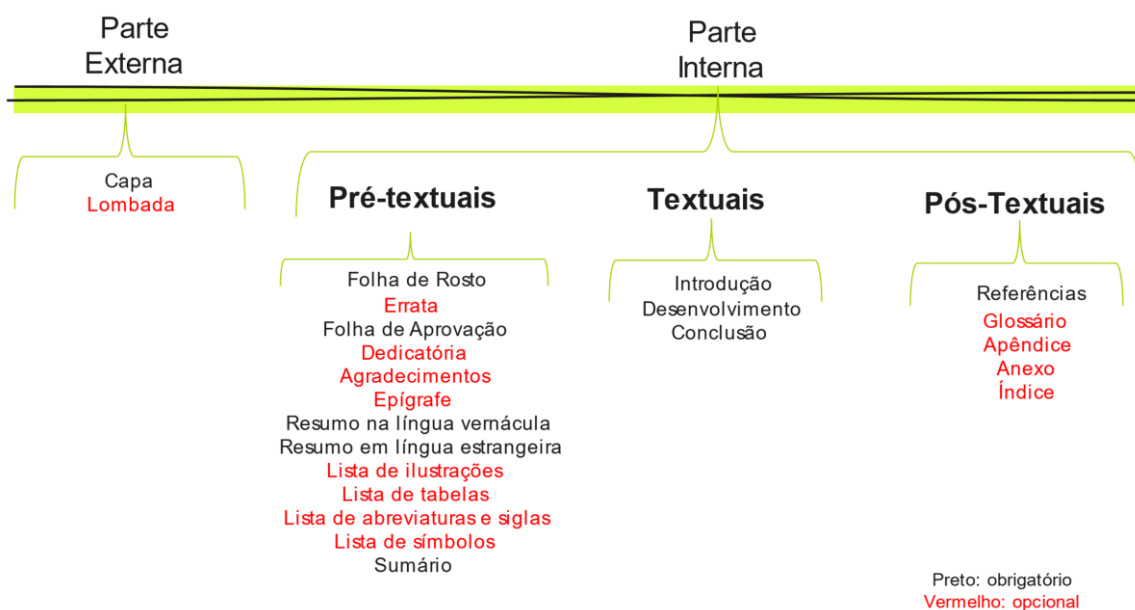 Parte
Externa
Parte
Interna
Capa
Lombada
Pré-textuais
Folha de Rosto
Errata
Folha de Aprovação
Dedicatória
Agradecimentos
Epígrafe
Resumo na língua vernácula
Resumo em língua estrangeira
Lista de ilustrações
Lista de tabelas
Lista de abreviaturas e siglas
Lista de símbolos
Sumário
Textuais
Introdução
Desenvolvimento
Conclusão
Pós-Textuais
Referências
Glossário
Apêndice
Anexo
Índice
Preto: obrigatório
Vermelho: opcional